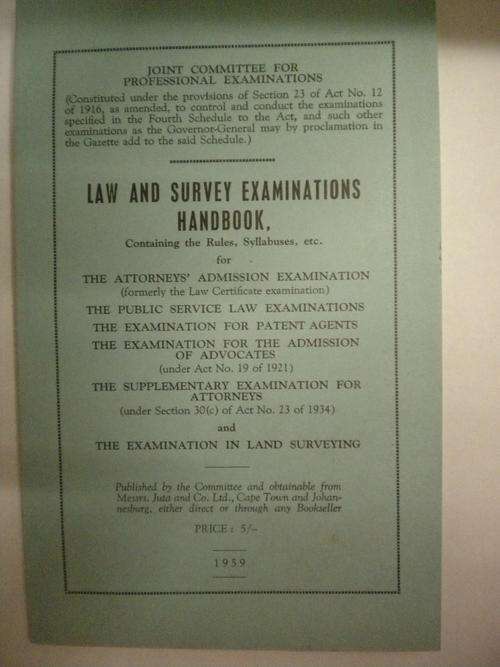 JOINT COMMITTEE FOR
PROFESSIONAL EXAMINATIONS
(Constituted under the provisions of Section 23 of Act No. 12
of 1916, as amended, to control and conduct the examinations
specified in the Fourth Schedule to the Act, and such other
examinations as the Governor-General may by proclamation in
the Gazette add to the said Schedule.)
LAW AND SURVEY EXAMINATIONS
HANDBOOK,
Containing the Rules, Syllabuses, etc.
for
THE ATTORNEYS' ADMISSION EXAMINATION
(formerly the Law Certificate examination)
THE PUBLIC SERVICE LAW EXAMINATIONS
THE EXAMINATION FOR PATENT AGENTS
THE EXAMINATION FOR THE ADMISSION
OF ADVOCATES
(under Act No. 19 of 1921)
THE SUPPLEMENTARY EXAMINATION FOR
ATTORNEYS
(under Section 30(c) of Act No. 23 of 1934)
and
THE EXAMINATION IN LAND SURVEYING
Published by the Committee and obtainable from
Messrs. Juta and Co. Ltd., Cape Town and Johan-
nesburg, either direct or through any Bookseller
PRICE : 5/-
1959